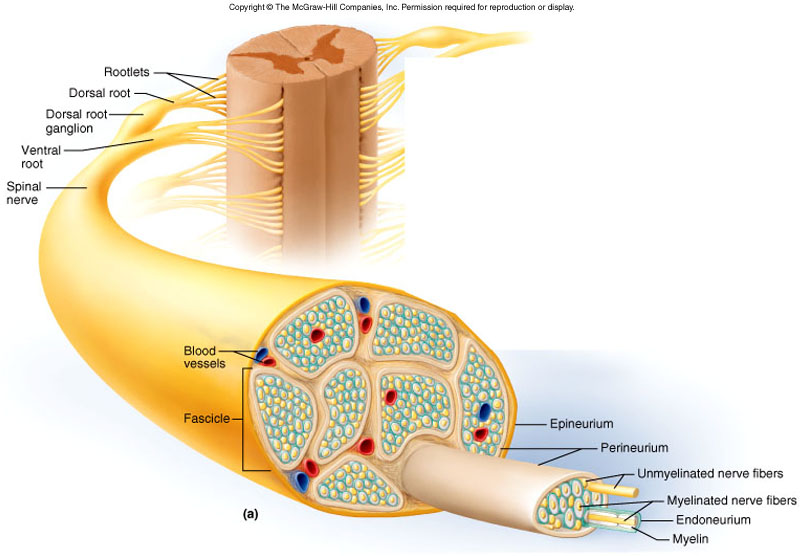 Copyright © The McGraw-Hill Companies, Inc. Permission required for reproduction or display.
Rootlets
Dorsal root
Dorsal root
ganglion
Ventral
root
Spinal
nerve
Blood
vessels
Fascicle
Epineurium
Perineurium
Unmyelinated nerve fibers
Myelinated nerve fibers
Endoneurium
Myelin
(a)